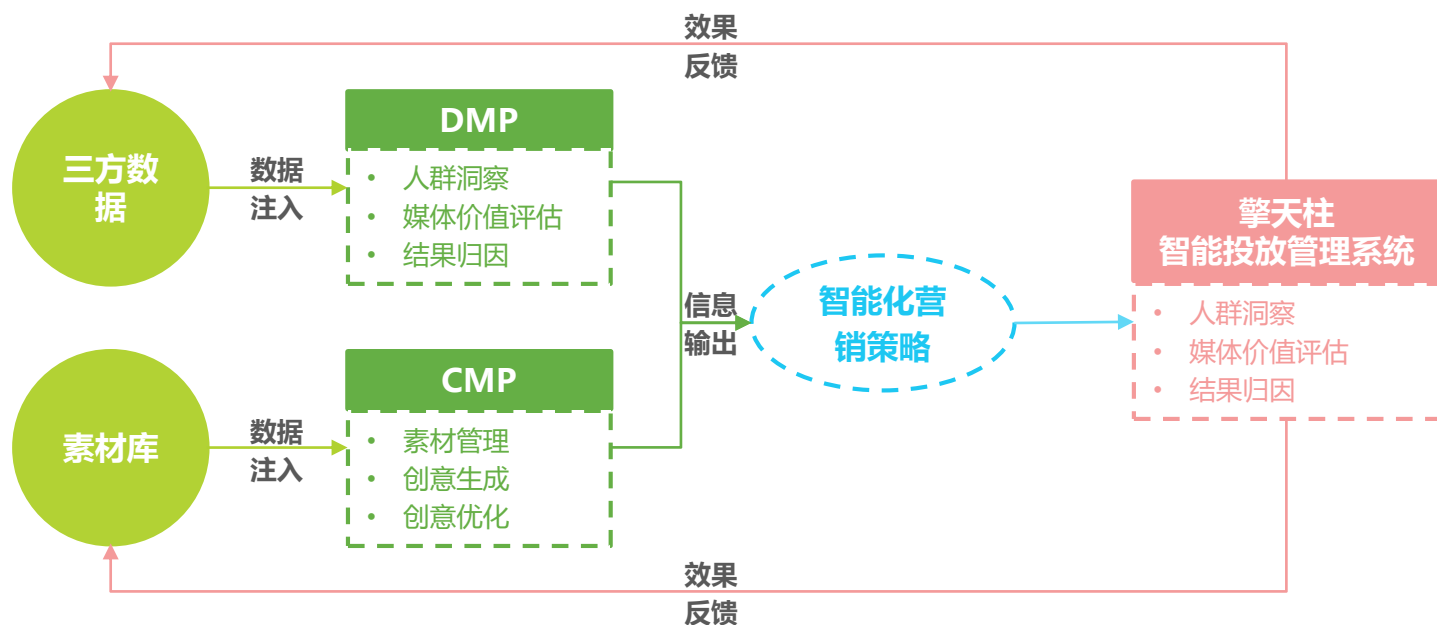 效果
反馈
三方数
据
数据
注入
DMP
• 人群洞察
• 媒体价值评估
• 结果归因
素材库
数据
注入
CMP
• 素材管理
• 创意生成
• 创意优化
信息
输出
智能化营
销策略
擎天柱
智能投放管理系统
• 人群洞察
• 媒体价值评估
• 结果归因
效果
反馈